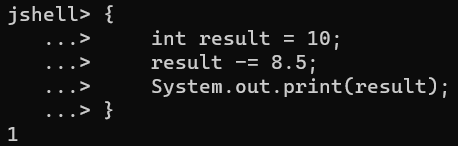 jshell> {
   ...>     int result = 10;
   ...>     result -= 8.5;
   ...>     System.out.print(result);
   ...> }
1